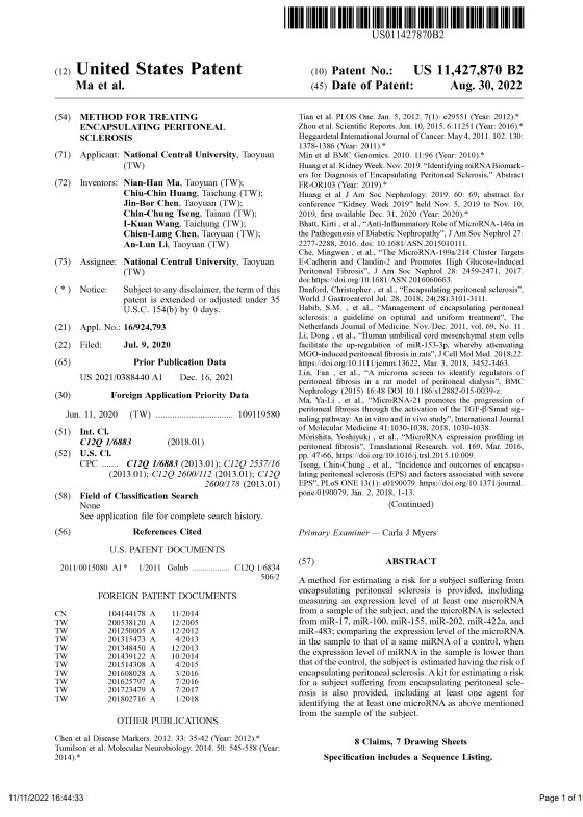 US011427870B2
(12) United States Patent
Ma et al.
(10) Patent No.: US 11,427,870 B2
(45) Date of Patent: Aug. 30, 2022
(54) METHOD FOR TREATING
ENCAPSULATING PERITONEAL
SCLEROSIS
(71) Applicant: National Central University, Taoyuan
(TW)
(72) Inventors: Nian-Han Ma, Taoyuan (TW);
Chiu-Chin Huang, Taichung (TW);
Jin-Bor Chen, Taoyuan (TW);
Chin-Chung Tseng, Tainan (TW);
I-Kuan Wang, Taichung (TW);
Chien-Lung Chen, Taoyuan (TW);
An-Lun Li, Taoyuan (TW)
(73) Assignee: National Central University, Taoyuan
(TW)
( * ) Notice: Subject to any disclaimer, the term of this
patent is extended or adjusted under 35
U.S.C. 154(b) by 0 days.
(21) Appl. No.: 16/924,793
(22) Filed: Jul. 9, 2020
(65) Prior Publication Data
US 2021/0388440 A1 Dec. 16, 2021
(30) Foreign Application Priority Data
Jun. 11, 2020 (TW) ................................ 109119580
(51) Int. Cl.
C12Q 1/6883 (2018.01)
(52) U.S. Cl.
CPC ...... C12Q 1/6883 (2013.01); C12Q 2537/16
(2013.01); C12Q 2600/112 (2013.01); C12Q
2600/178 (2013.01)
(58) Field of Classification Search
None
See application file for complete search history.
(56) References Cited
U.S. PATENT DOCUMENTS
2011/0015080 A1* 1/2011 Golub .................. C12Q 1/6834
506/2
FOREIGN PATENT DOCUMENTS
CN 104144178 A 11/2014
TW 200538120 A 12/2005
TW 201250005 A 12/2012
TW 201315473 A 4/2013
TW 201348450 A 12/2013
TW 201439122 A 10/2014
TW 201514308 A 4/2015
TW 201608028 A 3/2016
TW 201625797 A 7/2016
TW 201723479 A 7/2017
TW 201802716 A 1/2018
OTHER PUBLICATIONS
Chen et al Disease Markers. 2012. 33: 35-42 (Year: 2012).*
Tumilson et al. Molecular Neurobiology. 2014. 50: 545-558 (Year:
2014).*
Tian et al. PLOS One. Jan. 5, 2012. 7(1): e29551 (Year: 2012).*
Zhou et al. Scientific Reports. Jun. 10, 2015. 6:11251 (Year: 2016).*
Heggardetal International Journal of Cancer. May 4, 2011. 102. 130:
1378-1386 (Year: 2011).*
Min et al BMC Genomics. 2010. 11:96 (Year: 2010).*
Huang et al. Kidney Week. Nov. 2019. "Identifying miRNA Biomark-
ers for Diagnosis of Encapsulating Peritoneal Sclerosis," Abstract
FR-OR103 (Year: 2019).*
Huang et al J Am Soc Nephrology. 2019. 60: 69; abstract for
conference "Kidney Week 2019" held Nov. 5, 2019 to Nov. 10,
2019, first available Dec. 31, 2020 (Year: 2020).*
Bhatt, Kirti , et al., "Anti-Inflammatory Role of MicroRNA-146a in
the Pathogenesis of Diabetic Nephropathy", J Am Soc Nephrol 27:
2277-2288, 2016. doi: 10.1681/ASN.2015010111.
Che, Mingwen , et al., "The MicroRNA-199a/214 Cluster Targets
E-Cadherin and Claudin-2 and Promotes High Glucose-Induced
Peritoneal Fibrosis", J Am Soc Nephrol 28: 2459-2471, 2017.
doi:https://doi.org/10.1681/ASN.2016060663.
Danford, Christopher , et al., "Encapsulating peritoneal sclerosis",
World J Gastroenterol Jul. 28, 2018; 24(28):3101-3111.
Habib, S.M. , et al., "Management of encapsulating peritoneal
sclerosis: a guideline on optimal and uniform treatment", The
Netherlands Journal of Medicine. Nov./Dec. 2011, vol. 69, No. 11.
Li, Dong , et al., "Human umbilical cord mesenchymal stem cells
facilitate the up-regulation of miR-153-3p, whereby attenuating
MGO-induced peritoneal fibrosis in rats", J Cell Mol Med. 2018;22:
https://doi.org/10.1111/jcmm.13622, Mar. 3, 2018, 3452-3463.
Lin, Fan , et al., "A microrna screen to identify regulators of
peritoneal fibrosis in a rat model of peritoneal dialysis", BMC
Nephrology (2015) 16:48 DOI 10.1186/s12882-015-0039-z.
Ma, Ya-Li , et al., "MicroRNA-21 promotes the progression of
peritoneal fibrosis through the activation of the TGF-β/Smad sig-
naling pathway: An in vitro and in vivo study", International Journal
of Molecular Medicine 41:1030-1038, 2018, 1030-1038.
Morishita, Yoshiyuki , et al., "MicroRNA expression profiling in
peritoneal fibrosis", Translational Research. vol. 169, Mar. 2016,
pp. 47-66, https://doi.org/10.1016/j.trsl.2015.10.009.
Tseng, Chin-Chung , et al., "Incidence and outcomes of encapsu-
lating peritoneal sclerosis (EPS) and factors associated with severe
EPS", PLoS ONE 13(1): e0190079. https://doi.org/10.1371/journal.
pone.0190079, Jan. 2, 2018, 1-13.
(Continued)
Primary Examiner — Carla J Myers
(57) ABSTRACT
A method for estimating a risk for a subject suffering from
encapsulating peritoneal sclerosis is provided, including
measuring an expression level of at least one microRNA
from a sample of the subject, and the microRNA is selected
from miR-17, miR-100, miR-155, miR-202, miR-422a, and
miR-483; comparing the expression level of the microRNA
in the sample to that of a same miRNA of a control, when
the expression level of miRNA in the sample is lower than
that of the control, the subject is estimated having the risk of
encapsulating peritoneal sclerosis. A kit for estimating a risk
for a subject suffering from encapsulating peritoneal scle-
rosis is also provided, including at least one agent for
identifying the at least one microRNA as above mentioned
from the sample of the subject.
8 Claims, 7 Drawing Sheets
Specification includes a Sequence Listing.
11/11/2022 16:44:33
Page 1 of 1